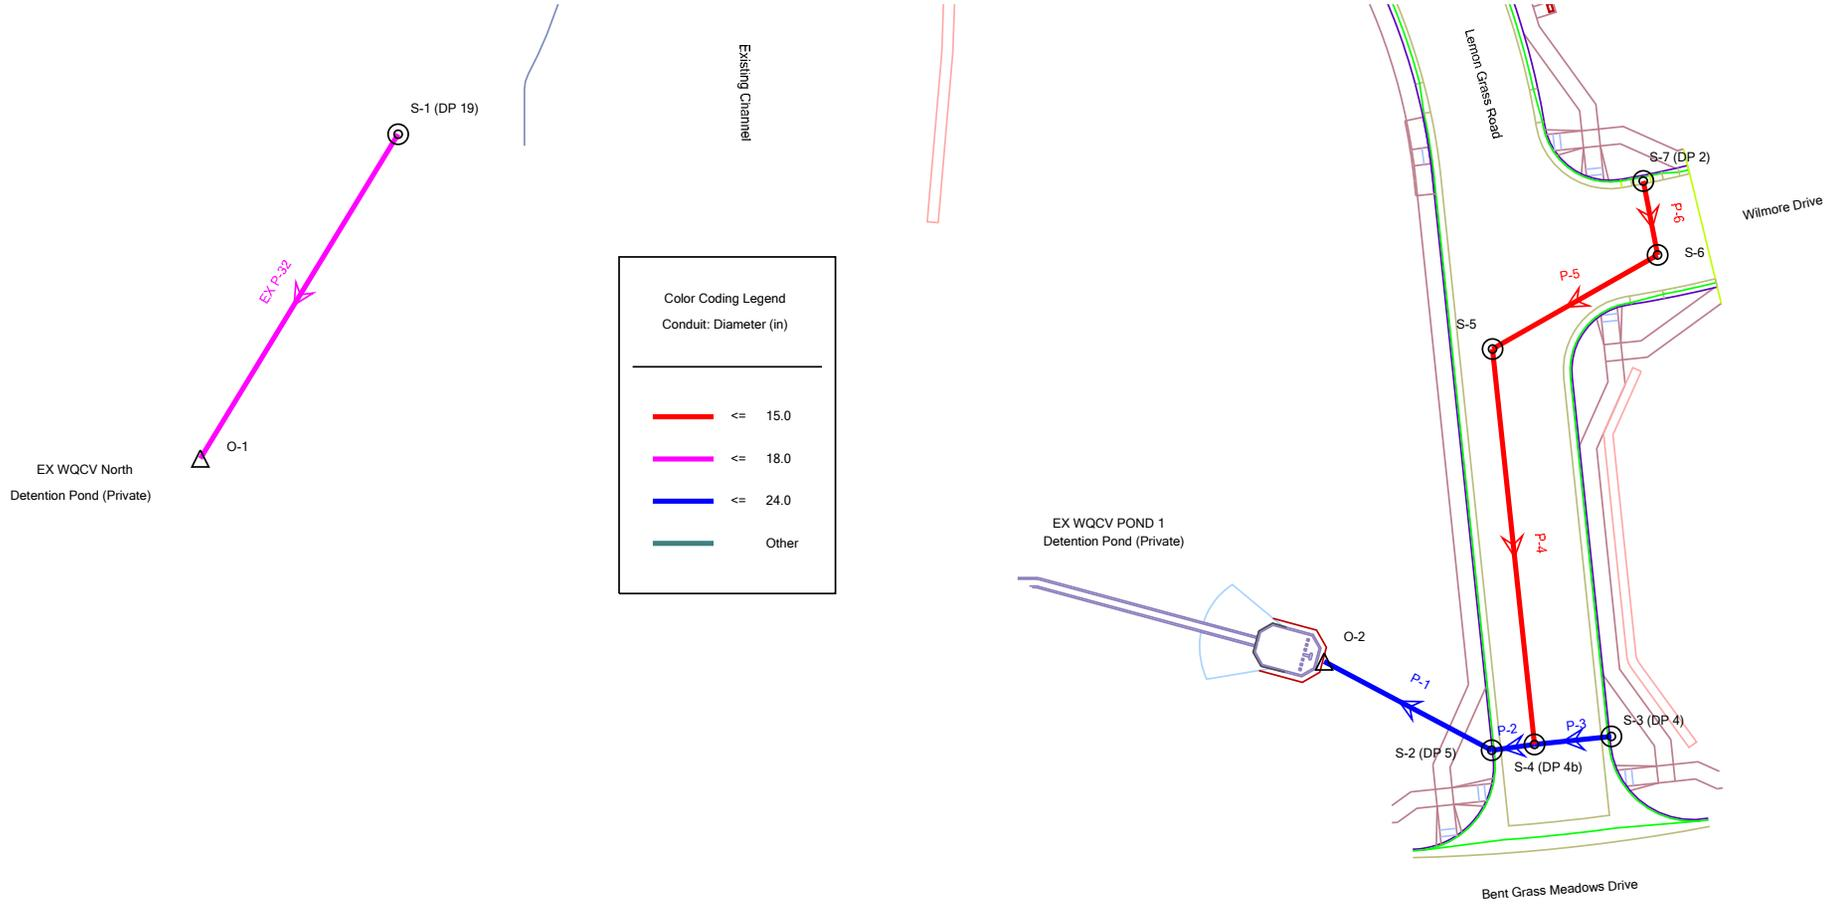 Existing Channel
Lemon Grass Road
S-1 (DP 19)
S-7 (DP 2)
Wilmore Drive
P-6
S-6
EX P-32
P-5
S-5
Color Coding Legend
Conduit: Diameter (in)
<= 15.0
<= 18.0
<= 24.0
Other
O-1
EX WQCV North
Detention Pond (Private)
EX WQCV POND 1
Detention Pond (Private)
P-4
O-2
P-1
P-2
P-3
S-3 (DP 4)
S-2 (DP 5)
S-4 (DP 4b)
Bent Grass Meadows Drive